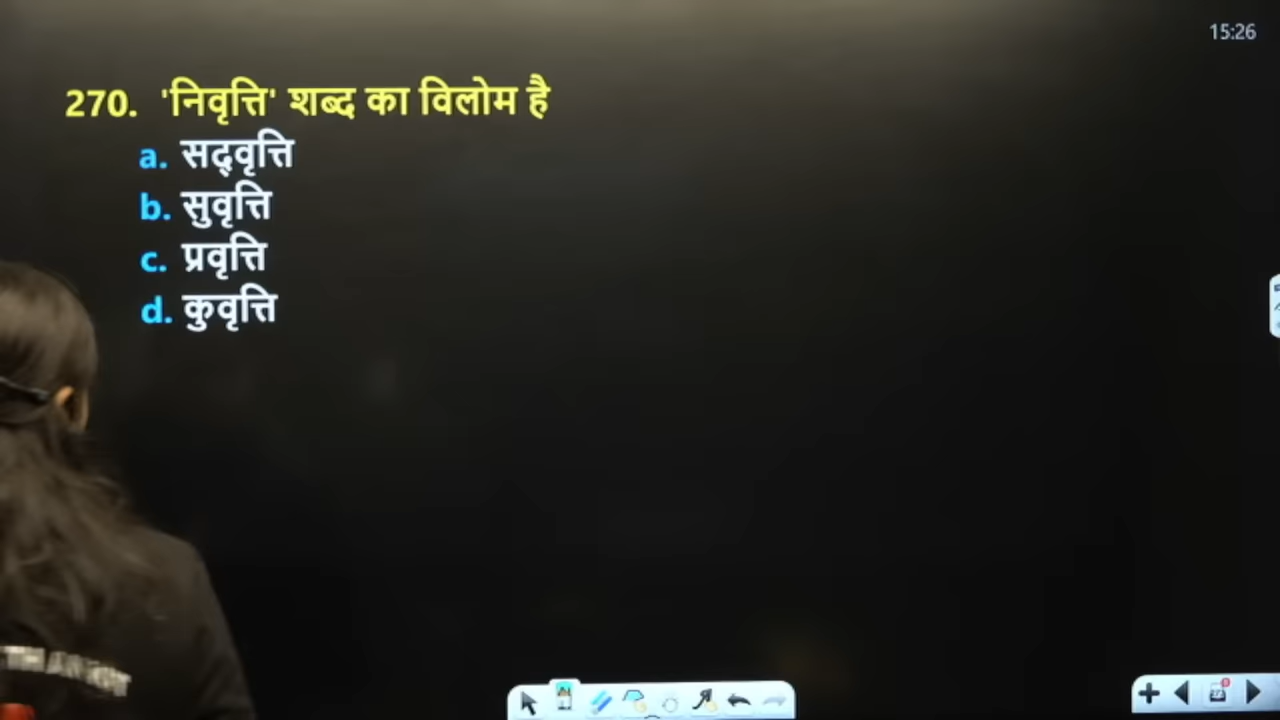 15:26
270. 'निवृत्ति' शब्द का विलोम है
a. सद्‌वृत्ति
b. सुवृत्ति
c. प्रवृत्ति
d. कुवृत्ति